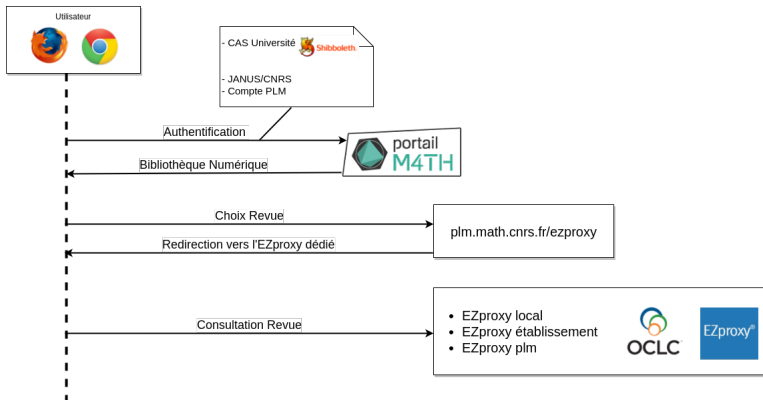 Utilisateur
- CAS Université Shibboleth.
- JANUS/CNRS
- Compte PLM
Authentification
portail
M4TH
Bibliothèque Numérique
Choix Revue
plm.math.cnrs.fr/ezproxy
Redirection vers l'EZproxy dédié
• EZproxy local
Consultation Revue
• EZproxy établissement
• EZproxy plm
OCLC
EZproxy®